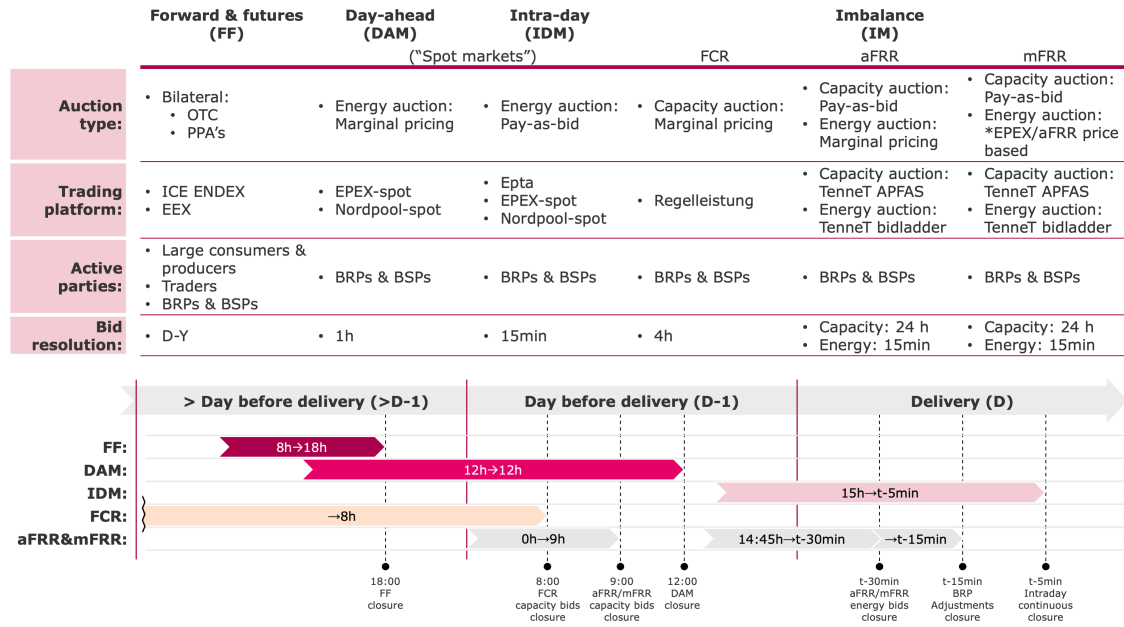 Forward & futures
(FF)
Day-ahead
(DAM)
Intra-day
(IDM)
Imbalance
(IM)
(“Spot markets”)
FCR
aFRR
mFRR
Auction
type:
• Bilateral:
• OTC
• PPA’s
• Energy auction:
Marginal pricing
• Energy auction:
Pay-as-bid
• Capacity auction:
Marginal pricing
• Capacity auction:
Pay-as-bid
• Energy auction:
Marginal pricing
• Capacity auction:
Pay-as-bid
• Energy auction:
*EPEX/aFRR price
based
Trading
platform:
• ICE ENDEX
• EEX
• EPEX-spot
• Nordpool-spot
• Epta
• EPEX-spot
• Nordpool-spot
• Regelleistung
• Capacity auction:
TenneT APFAS
• Energy auction:
TenneT bidladder
• Capacity auction:
TenneT APFAS
• Energy auction:
TenneT bidladder
Active
parties:
• Large consumers &
producers
• Traders
• BRPs & BSPs
• BRPs & BSPs
• BRPs & BSPs
• BRPs & BSPs
• BRPs & BSPs
• BRPs & BSPs
Bid
resolution:
• D-Y
• 1h
• 15min
• 4h
• Capacity: 24 h
• Energy: 15min
• Capacity: 24 h
• Energy: 15min
> Day before delivery (>D-1)
Day before delivery (D-1)
Delivery (D)
FF:
8h→18h
DAM:
12h→12h
IDM:
15h→t-5min
FCR:
→8h
aFRR&mFRR:
0h→9h
14:45h→t-30min
→t-15min
18:00
FF
closure
8:00
FCR
capacity bids
closure
9:00
aFRR/mFRR
capacity bids
closure
12:00
DAM
closure
t-30min
aFRR/mFRR
energy bids
closure
t-15min
BRP
Adjustments
closure
t-5min
Intraday
continuous
closure